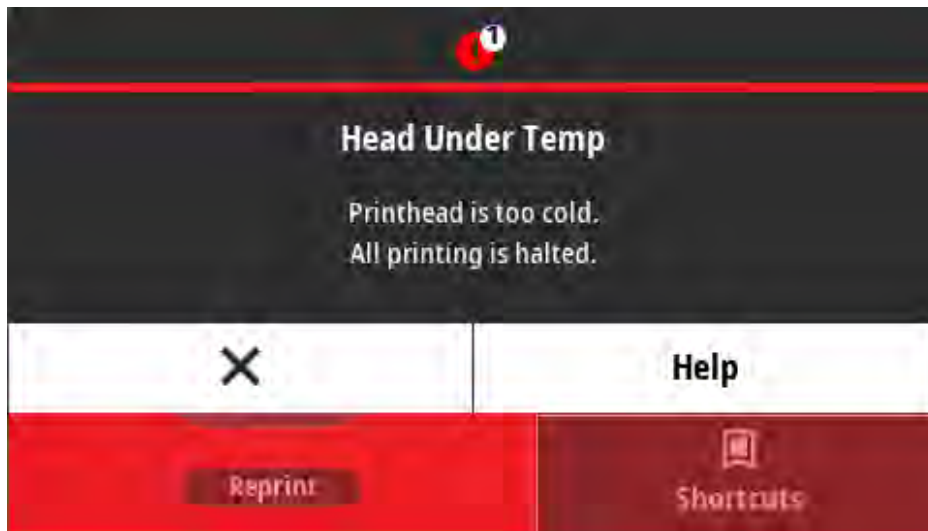 1
Head Under Temp
Printhead is too cold.
All printing is halted.
Help
Reprint
Shortcuts